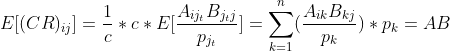 E[(CR)_{ij}] = \frac{1}{c} * c * E[\frac{A_{ij_t} B_{j_t j}}{p_{j_t}}] = \sum_{k=1}^{n} (\frac{A_{ik} B_{kj}}{p_k}) * p_k = AB